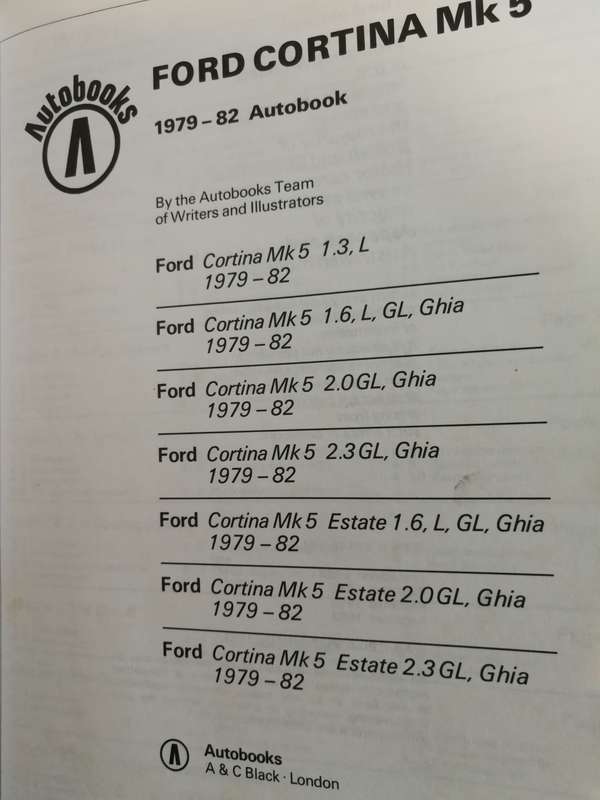 Autobooks
FORD CORTINA Mk 5
1979 – 82 Autobook
By the Autobooks Team
of Writers and Illustrators
Ford Cortina Mk 5 1.3, L
1979 – 82
Ford Cortina Mk 5 1.6, L, GL, Ghia
1979 – 82
Ford Cortina Mk 5 2.0 GL, Ghia
1979 – 82
Ford Cortina Mk 5 2.3 GL, Ghia
1979 – 82
Ford Cortina Mk 5 Estate 1.6, L, GL, Ghia
1979 – 82
Ford Cortina Mk 5 Estate 2.0 GL, Ghia
1979 – 82
Ford Cortina Mk 5 Estate 2.3 GL, Ghia
1979 – 82
Autobooks
A & C Black · London